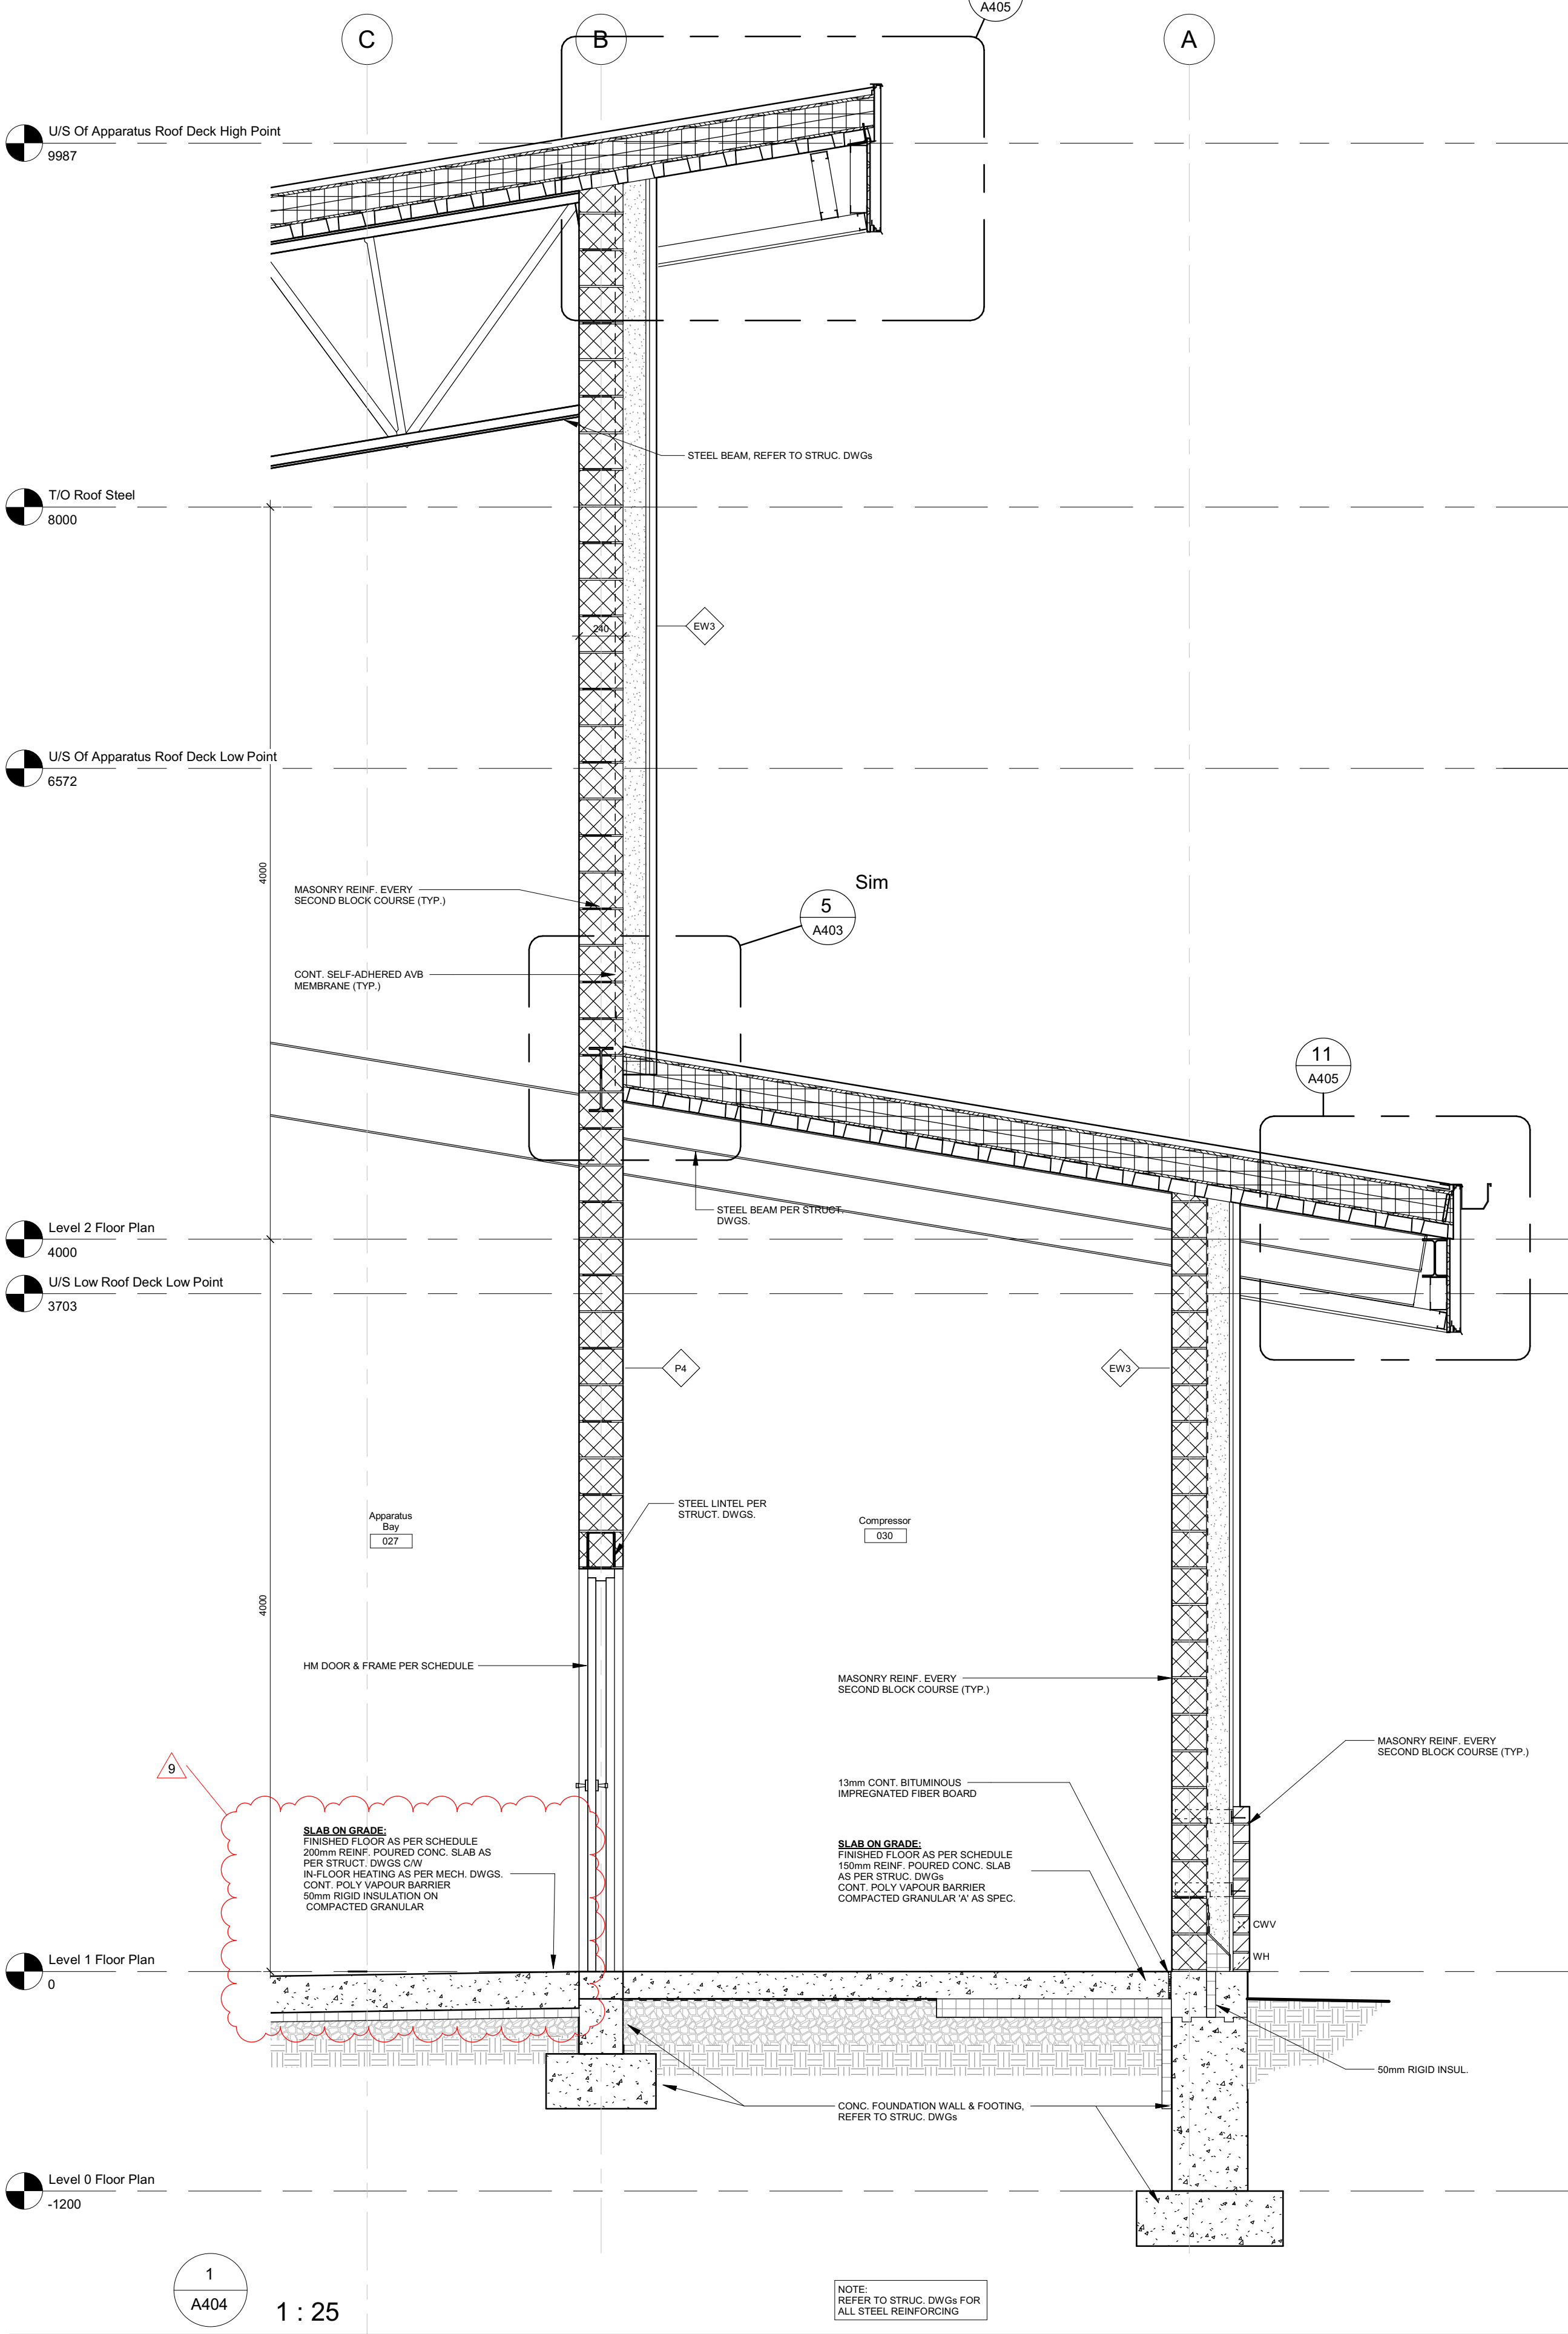 A405
C
B
A
U/S Of Apparatus Roof Deck High Point
9987
STEEL BEAM, REFER TO STRUC. DWGs
T/O Roof Steel
8000
240
EW3
U/S Of Apparatus Roof Deck Low Point
6572
4000
MASONRY REINF. EVERY
SECOND BLOCK COURSE (TYP.)
Sim
5
A403
CONT. SELF-ADHERED AVB
MEMBRANE (TYP.)
11
A405
STEEL BEAM PER STRUCT.
DWGS.
Level 2 Floor Plan
4000
U/S Low Roof Deck Low Point
3703
P4
EW3
STEEL LINTEL PER
STRUCT. DWGS.
Apparatus
Bay
027
Compressor
030
4000
HM DOOR & FRAME PER SCHEDULE
MASONRY REINF. EVERY
SECOND BLOCK COURSE (TYP.)
MASONRY REINF. EVERY
SECOND BLOCK COURSE (TYP.)
9
13mm CONT. BITUMINOUS
IMPREGNATED FIBER BOARD
SLAB ON GRADE:
FINISHED FLOOR AS PER SCHEDULE
200mm REINF. POURED CONC. SLAB AS
PER STRUCT. DWGS C/W
IN-FLOOR HEATING AS PER MECH. DWGS.
CONT. POLY VAPOUR BARRIER
50mm RIGID INSULATION ON
COMPACTED GRANULAR
SLAB ON GRADE:
FINISHED FLOOR AS PER SCHEDULE
150mm REINF. POURED CONC. SLAB
AS PER STRUC. DWGs
CONT. POLY VAPOUR BARRIER
COMPACTED GRANULAR 'A' AS SPEC.
CWV
WH
Level 1 Floor Plan
0
50mm RIGID INSUL.
CONC. FOUNDATION WALL & FOOTING,
REFER TO STRUC. DWGs
Level 0 Floor Plan
-1200
1
A404
1 : 25
NOTE:
REFER TO STRUC. DWGs FOR
ALL STEEL REINFORCING